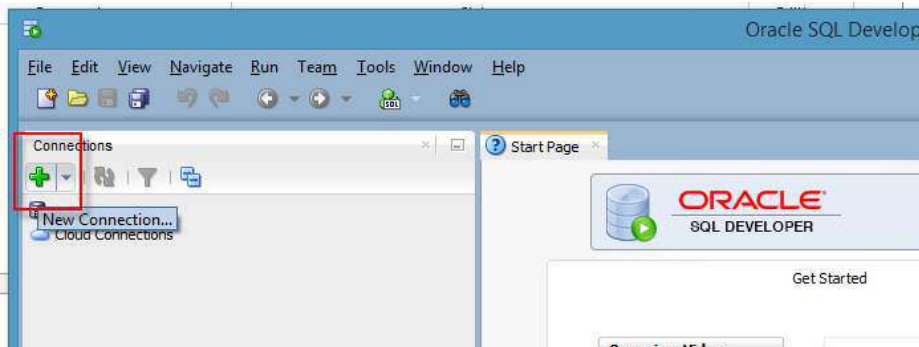 Oracle SQL Develop
File Edit View Navigate Run Team Tools Window Help
SQL
Connections
Start Page
New Connection...
Cloud Connections
ORACLE
SQL DEVELOPER
Get Started